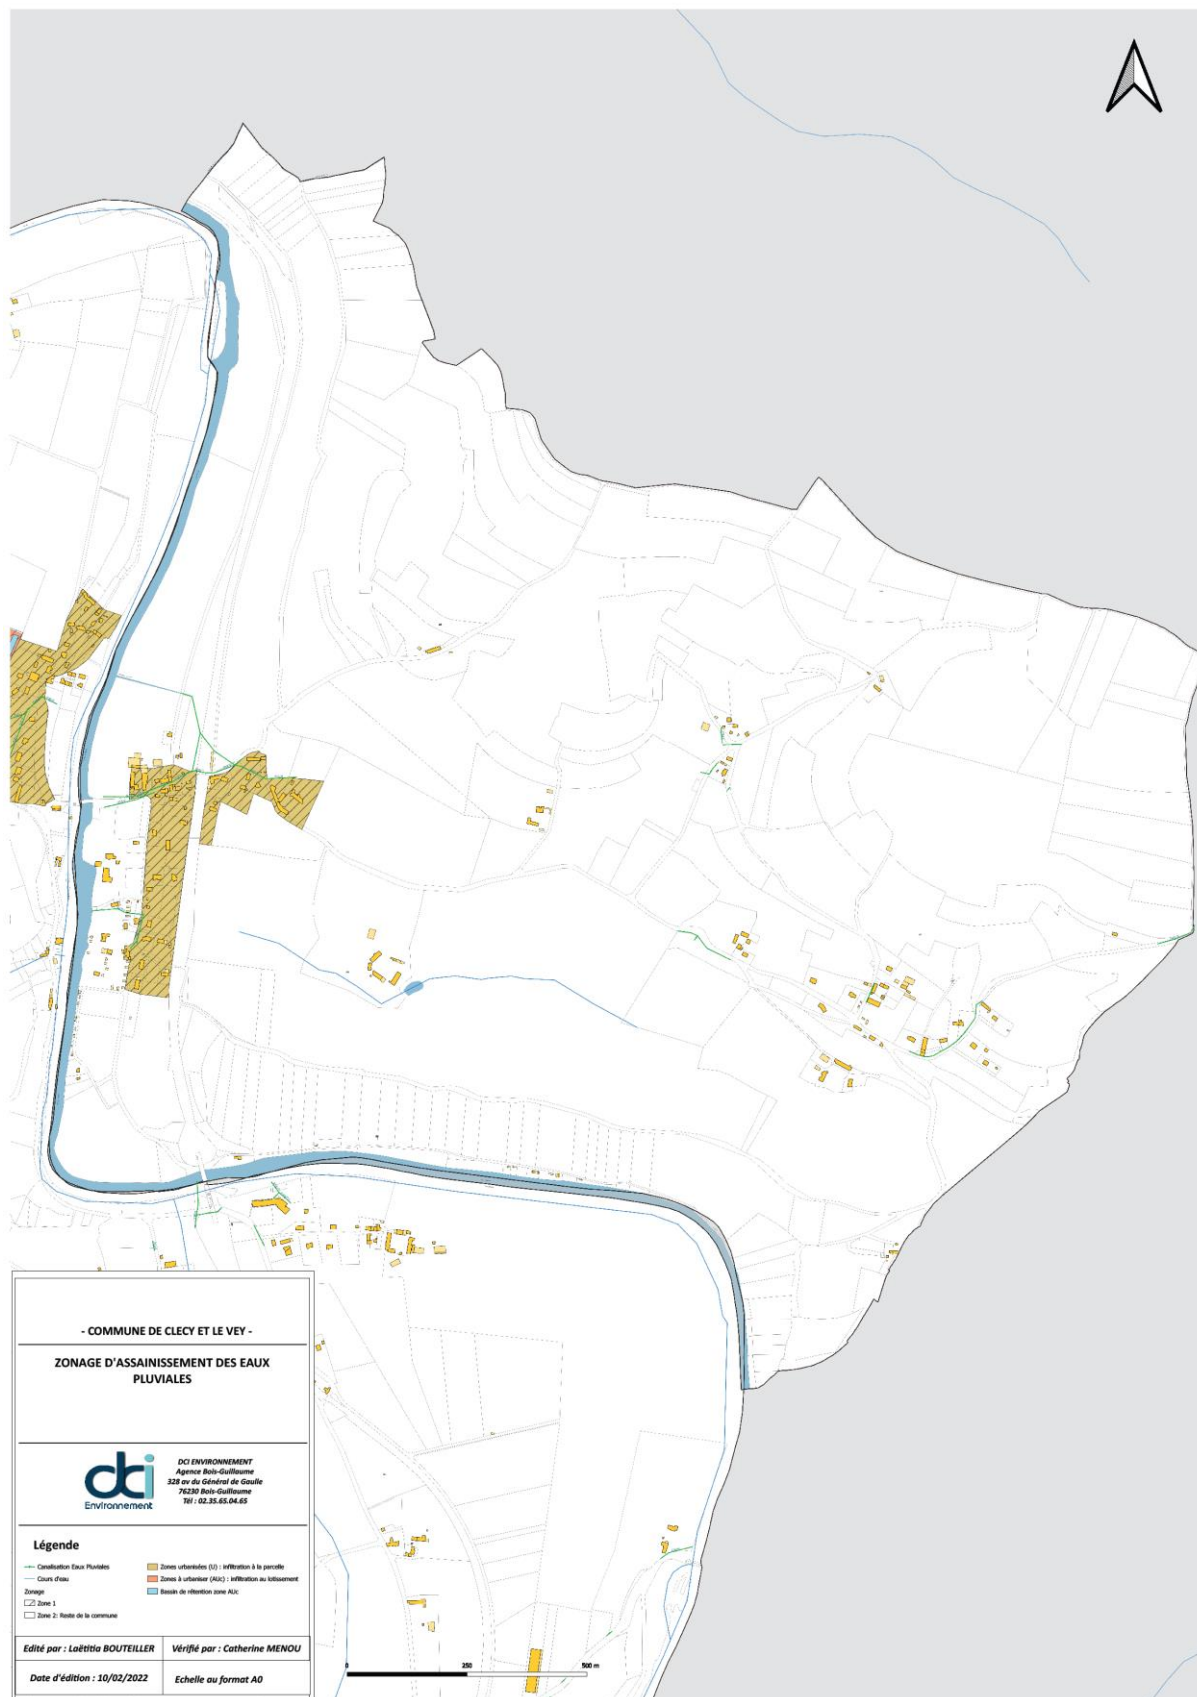 - COMMUNE DE CLECY ET LE VEY -
ZONAGE D'ASSAINISSEMENT DES EAUX
PLUVIALES
dci
Environnement
DCI ENVIRONNEMENT
Agence Bois-Guillaume
328 av du Général de Gaulle
76230 Bois-Guillaume
Tél : 02.35.65.04.65
Légende
Canalisation Eaux Pluviales
Cours d'eau
Zonage
Zone 1
Zone 2: Reste de la commune
Zones urbanisées (U) : infiltration à la parcelle
Zones à urbaniser (AUc) : infiltration au lotissement
Bassin de rétention zone AUc
Edité par : Laëtitia BOUTEILLER
Vérifié par : Catherine MENOU
Date d'édition : 10/02/2022
Echelle au format A0
0 250 500 m